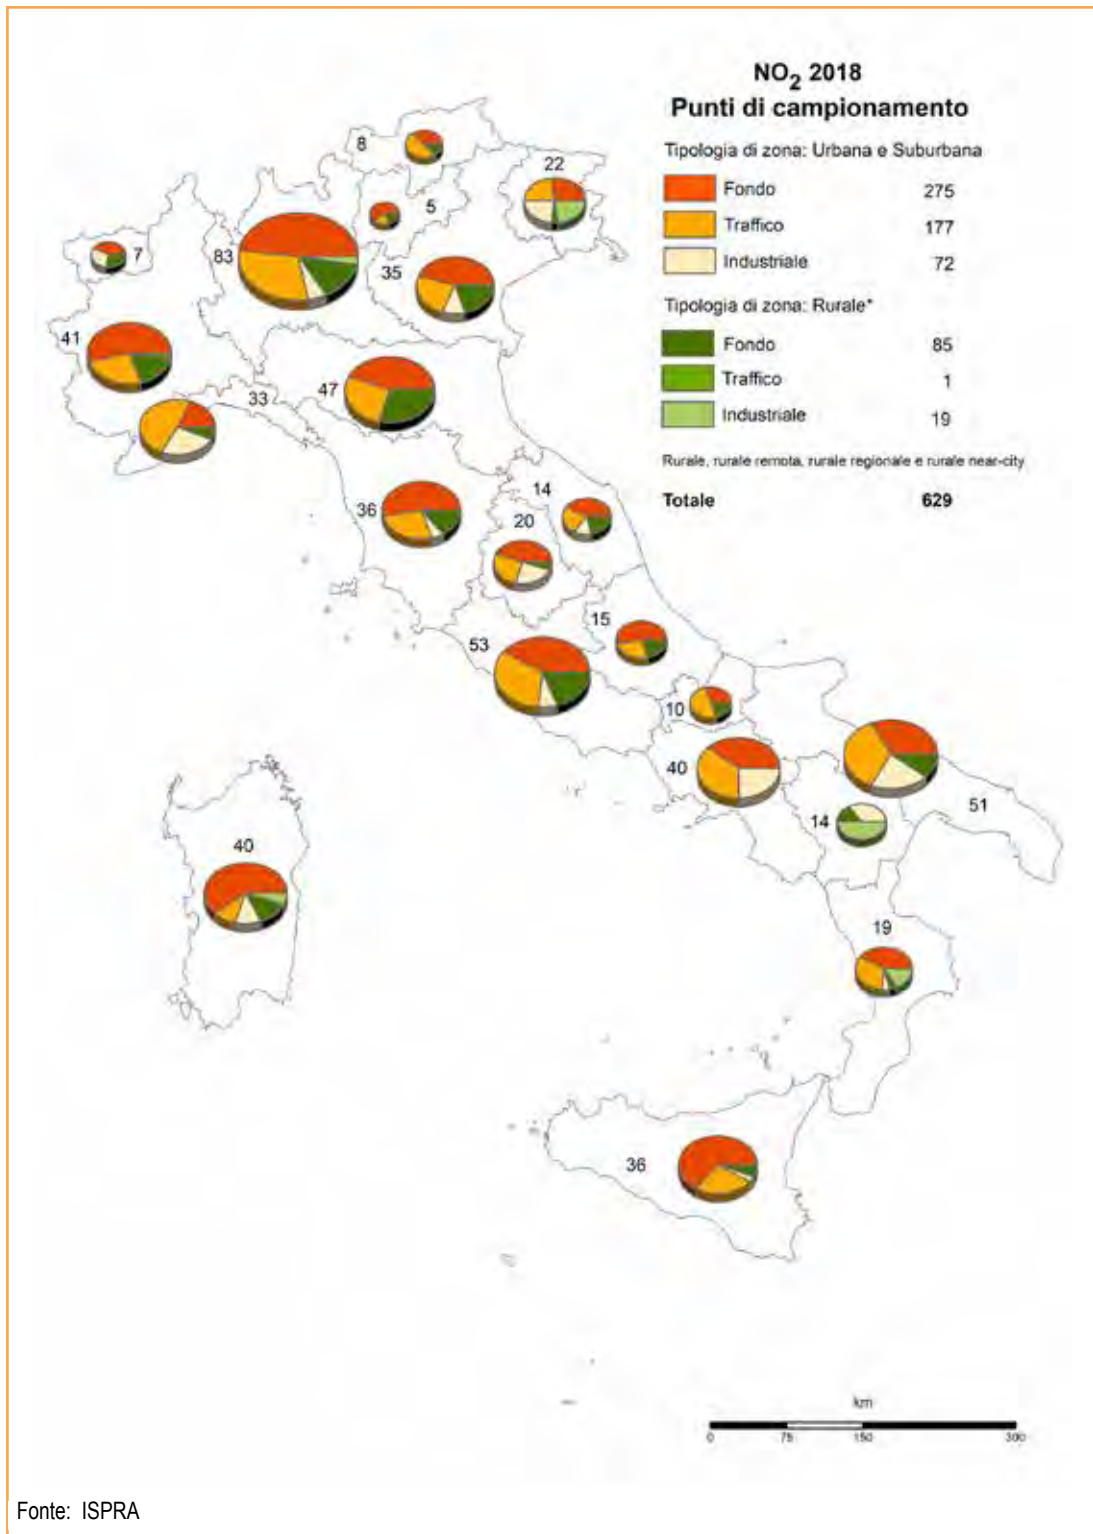 NO2 2018
Punti di campionamento
Tipologia di zona: Urbana e Suburbana
Fondo 275
Traffico 177
Industriale 72
Tipologia di zona: Rurale*
Fondo 85
Traffico 1
Industriale 19
Rurale, rurale remota, rurale regionale e rurale near-city
Totale 629
8
22
5
7
83
35
41
33
47
36
14
20
15
53
10
40
14
51
40
19
36
km
0 75 150 300
Fonte: ISPRA